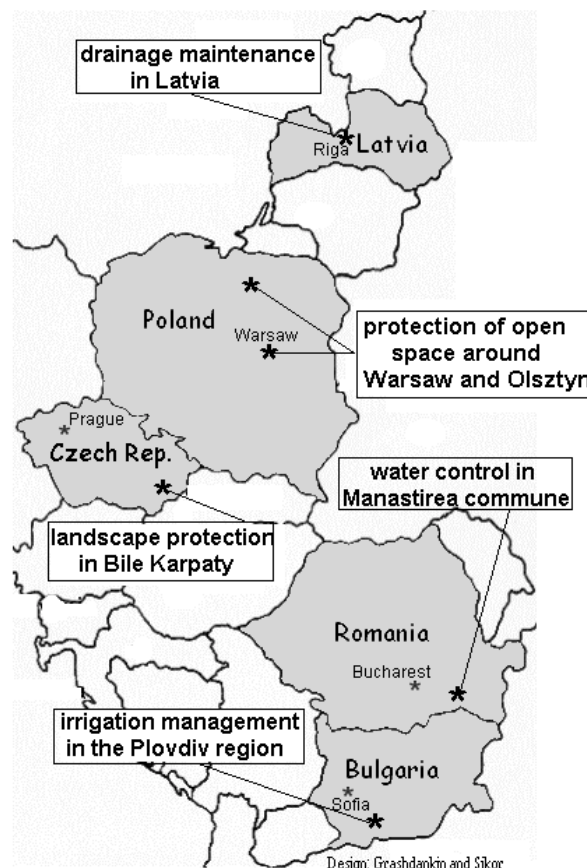 drainage maintenance
in Latvia
Riga
Latvia
Poland
Warsaw
protection of open
space around
Warsaw and Olsztyn
Prague
Czech Rep.
water control in
Manastirea commune
landscape protection
in Bile Karpaty
Romania
Bucharest
irrigation management
in the Plovdiv region
Bulgaria
Sofia
Design: Grashdankin and Sikor